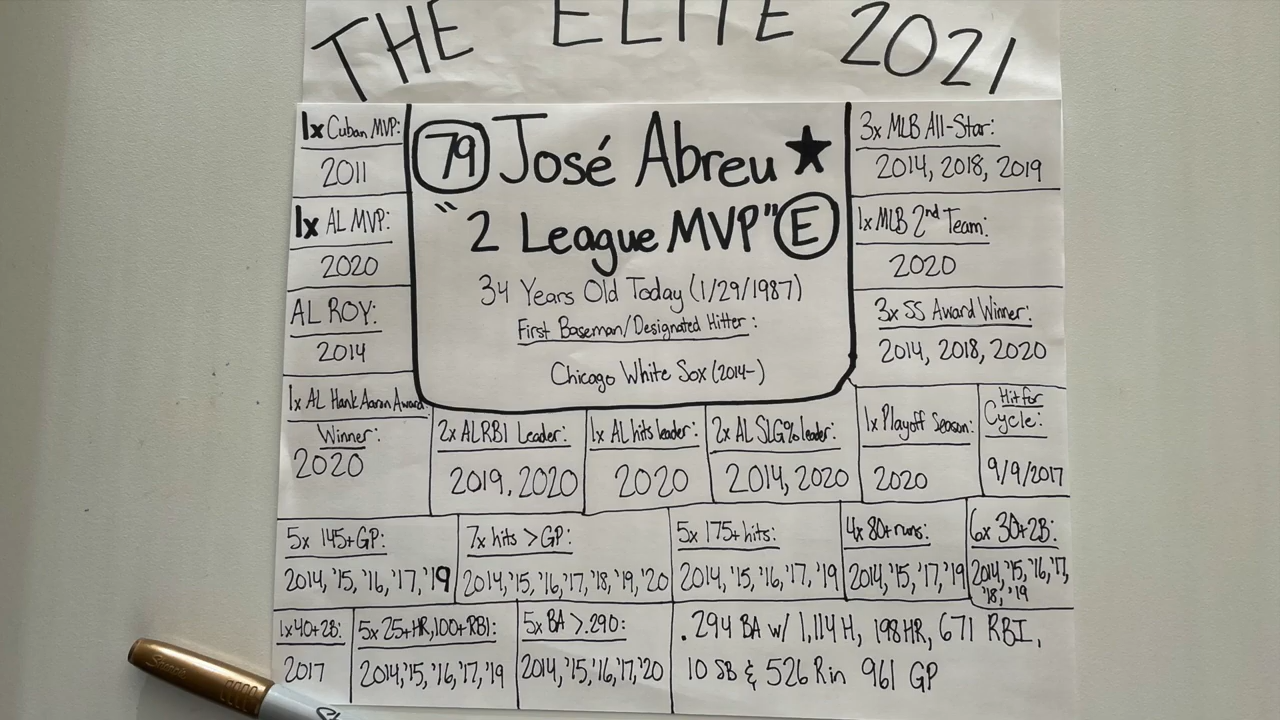 THE ELITE 2021
1x Cuban MVP:
2011
1x AL MVP:
2020
AL ROY:
2014
1x AL Hank Aaron Award
Winner:
2020
79 José Abreu ★
"2 League MVP" E
34 Years Old Today (1/29/1987)
First Baseman/Designated Hitter:
Chicago White Sox (2014-)
3x MLB All-Star:
2014, 2018, 2019
1x MLB 2nd Team:
2020
3x SS Award Winner:
2014, 2018, 2020
2x AL RBI Leader:
2019, 2020
1x AL hits leader:
2020
2x AL SLG% leader:
2014, 2020
1x Playoff Season:
2020
Hit for
Cycle:
9/9/2017
5x 145+GP:
2014, '15, '16, '17, '19
7x hits >GP:
2014, '15, '16, '17, '18, '19, '20
5x 175+ hits:
2014, '15, '16, '17, '19
4x 80+ runs:
2014, '15, '17, '19
6x 30+2B:
2014, '15, '16, '17,
'18, '19
1x 40+2B:
2017
5x 25+HR, 100+RBI:
2014, '15, '16, '17, '19
5x BA >.290:
2014, '15, '16, '17, '20
.294 BA w/ 1,114 H, 198 HR, 671 RBI,
10 SB & 526 R in 961 GP